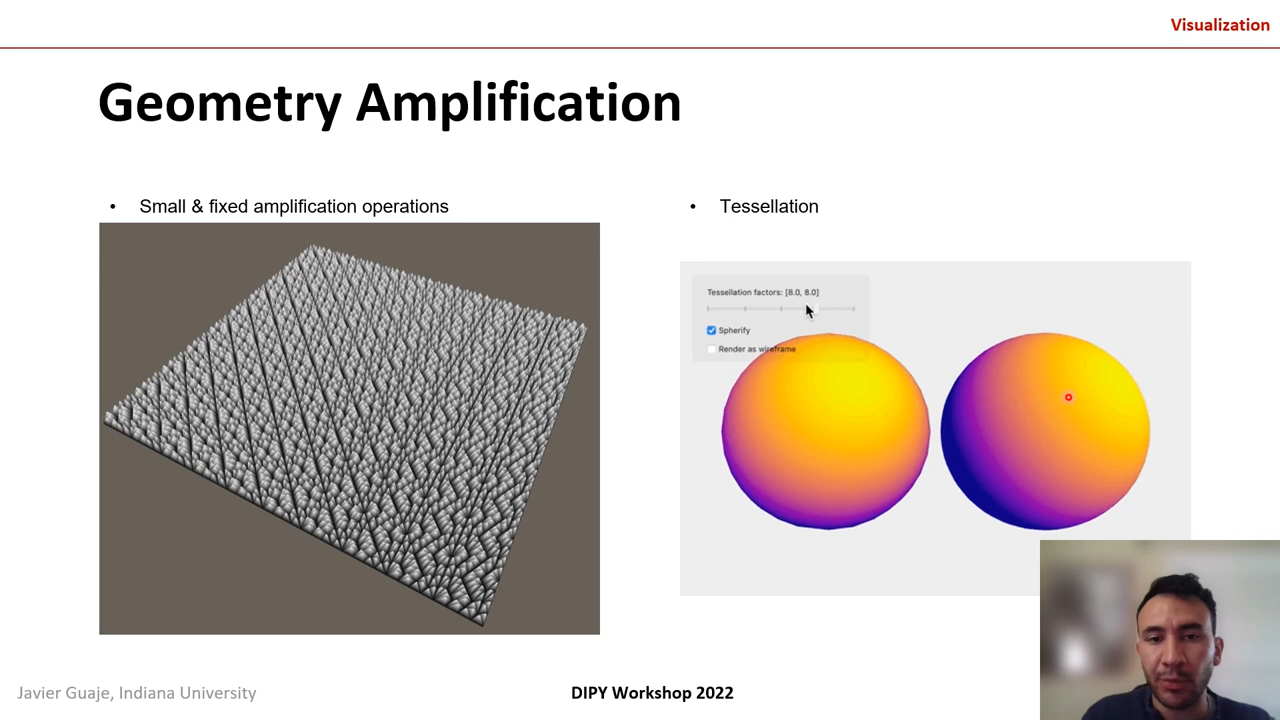 Visualization
Geometry Amplification
• Small & fixed amplification operations
• Tessellation
Tessellation factors: [8.0, 8.0]
Spherify
Render as wireframe
Javier Guaje, Indiana University
DIPY Workshop 2022